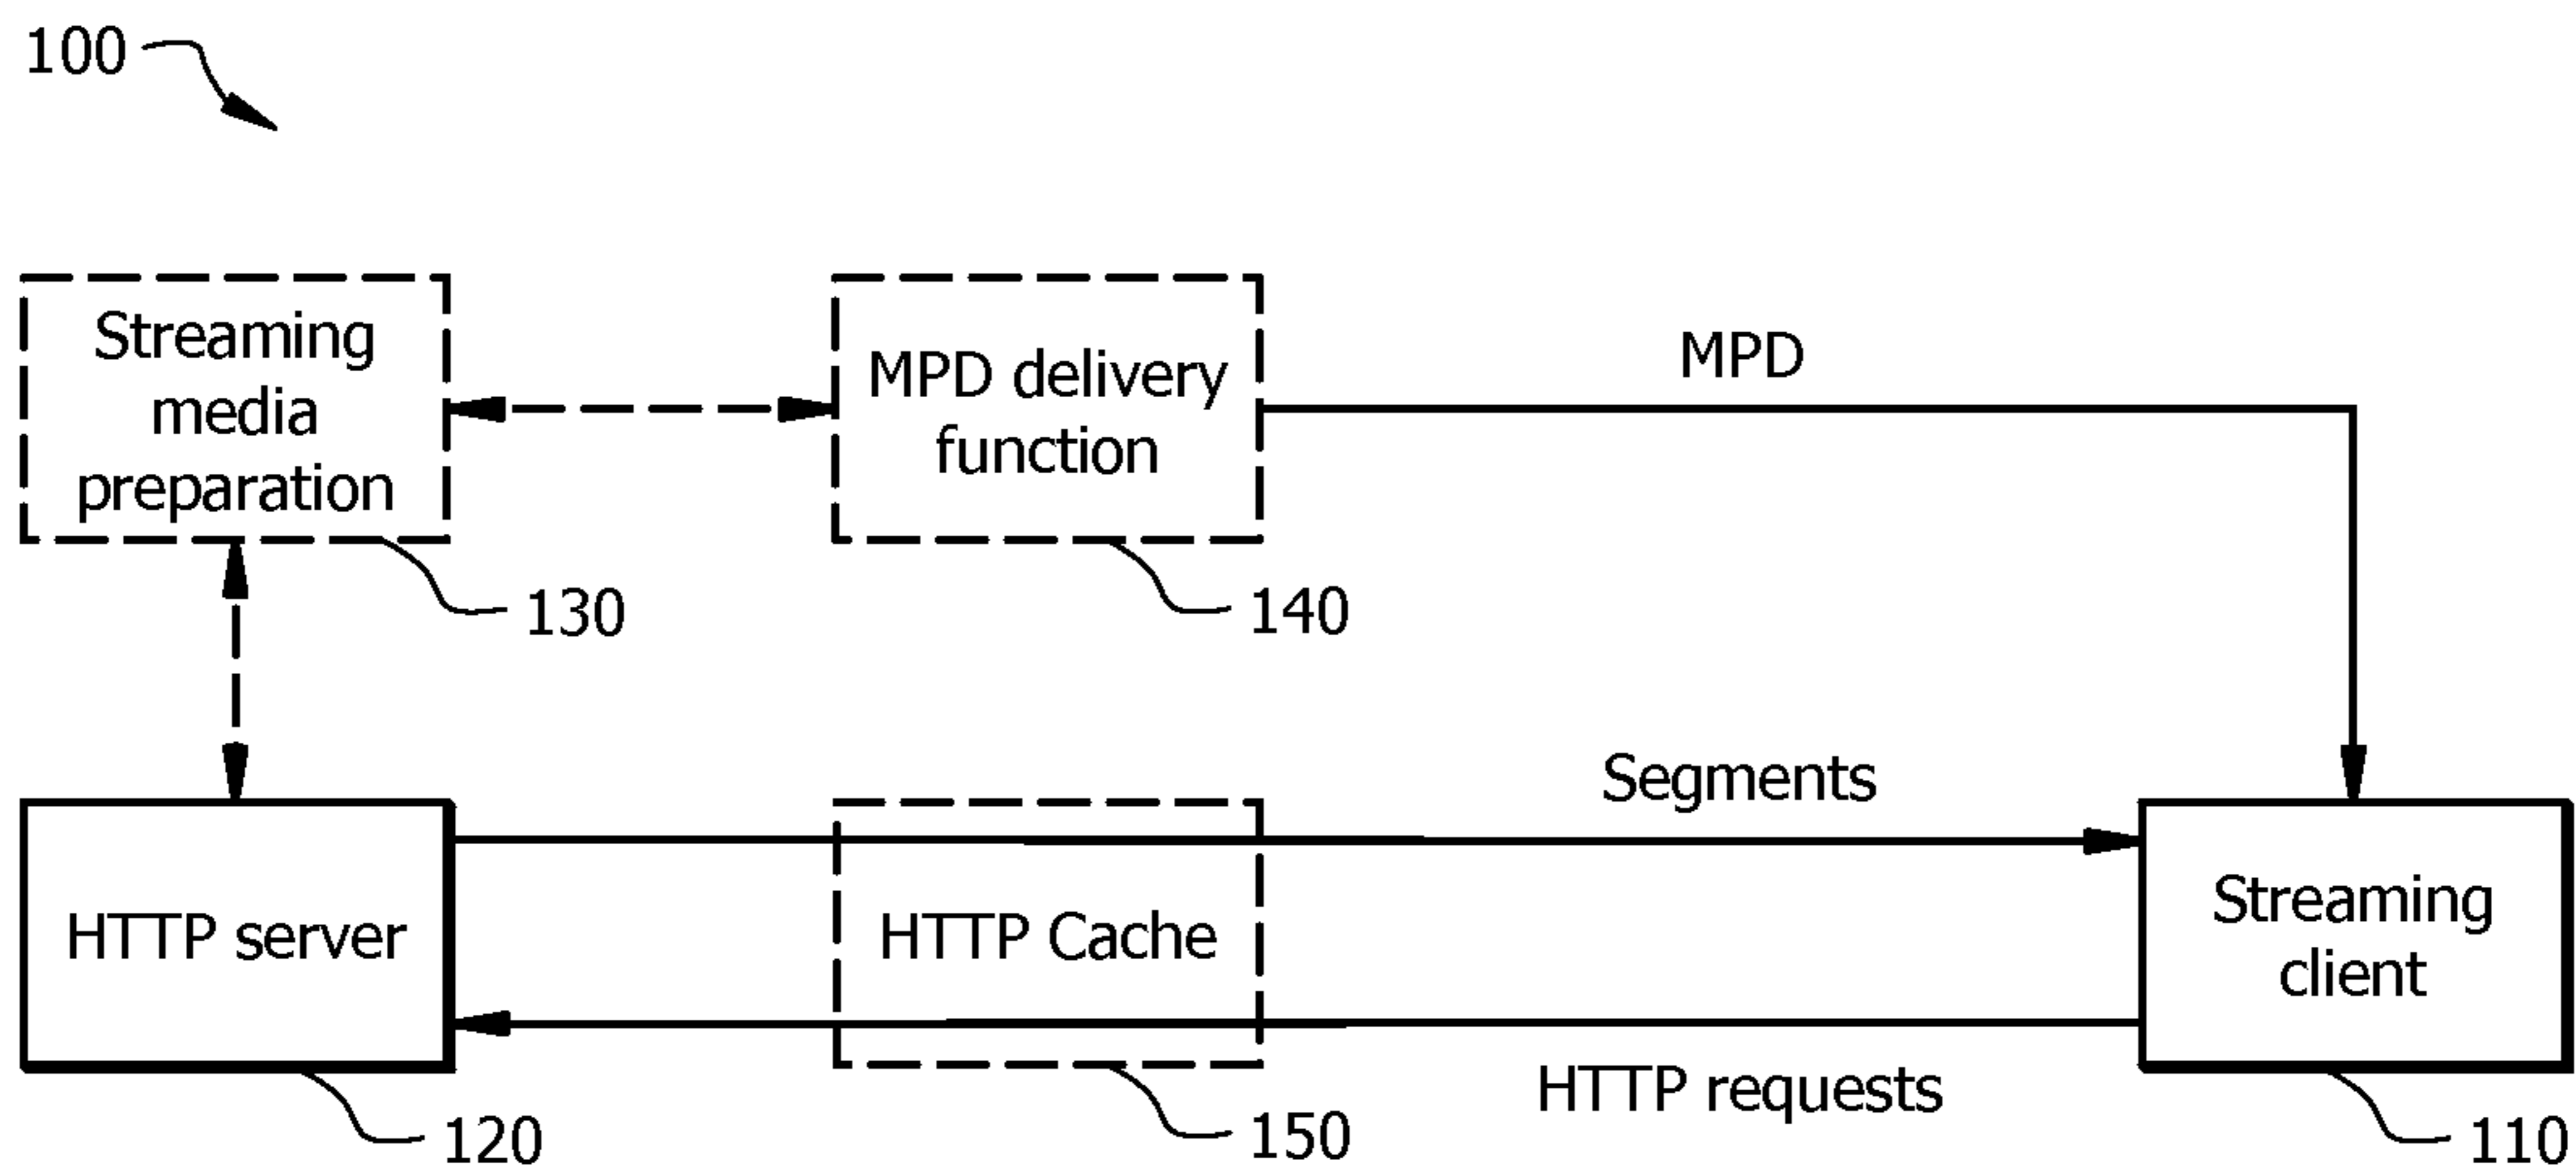 100
Streaming
media
preparation
MPD delivery
function
MPD
130
140
Segments
HTTP server
HTTP Cache
Streaming
client
HTTP requests
120
150
110